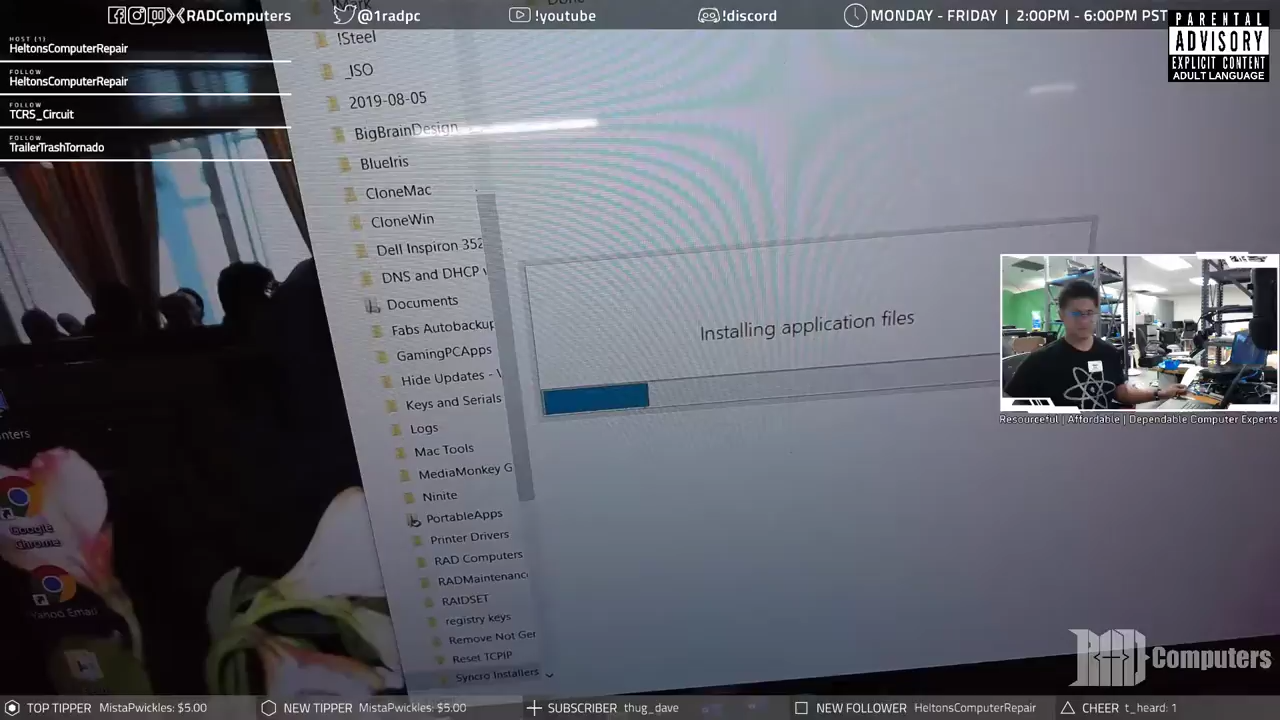 RADComputers
@1radpc
!youtube
!discord
MONDAY - FRIDAY | 2:00PM - 6:00PM PST
PARENTAL
ADVISORY
EXPLICIT CONTENT
ADULT LANGUAGE
HOST (1)
HeltonsComputerRepair
FOLLOW
HeltonsComputerRepair
FOLLOW
TCRS_Circuit
FOLLOW
TrailerTrashTornado
!Steel
_ISO
2019-08-05
BigBrainDesign
BlueIris
CloneMac
CloneWin
Dell Inspiron 352
DNS and DHCP
Documents
Fabs Autobackup
GamingPCApps
Hide Updates -
Keys and Serials
Logs
Mac Tools
MediaMonkey G
Ninite
PortableApps
Printer Drivers
RAD Computers
RADMaintenanc
RAIDSET
registry keys
Remove Not Ger
Reset TCPIP
Syncro Installers
Installing application files
Google
Chrome
Yahoo Email
Resourceful | Affordable | Dependable Computer Experts
RAD Computers
TOP TIPPER MistaPwickles: $5.00
NEW TIPPER MistaPwickles: $5.00
SUBSCRIBER thug_dave
NEW FOLLOWER HeltonsComputerRepair
CHEER t_heard: 1